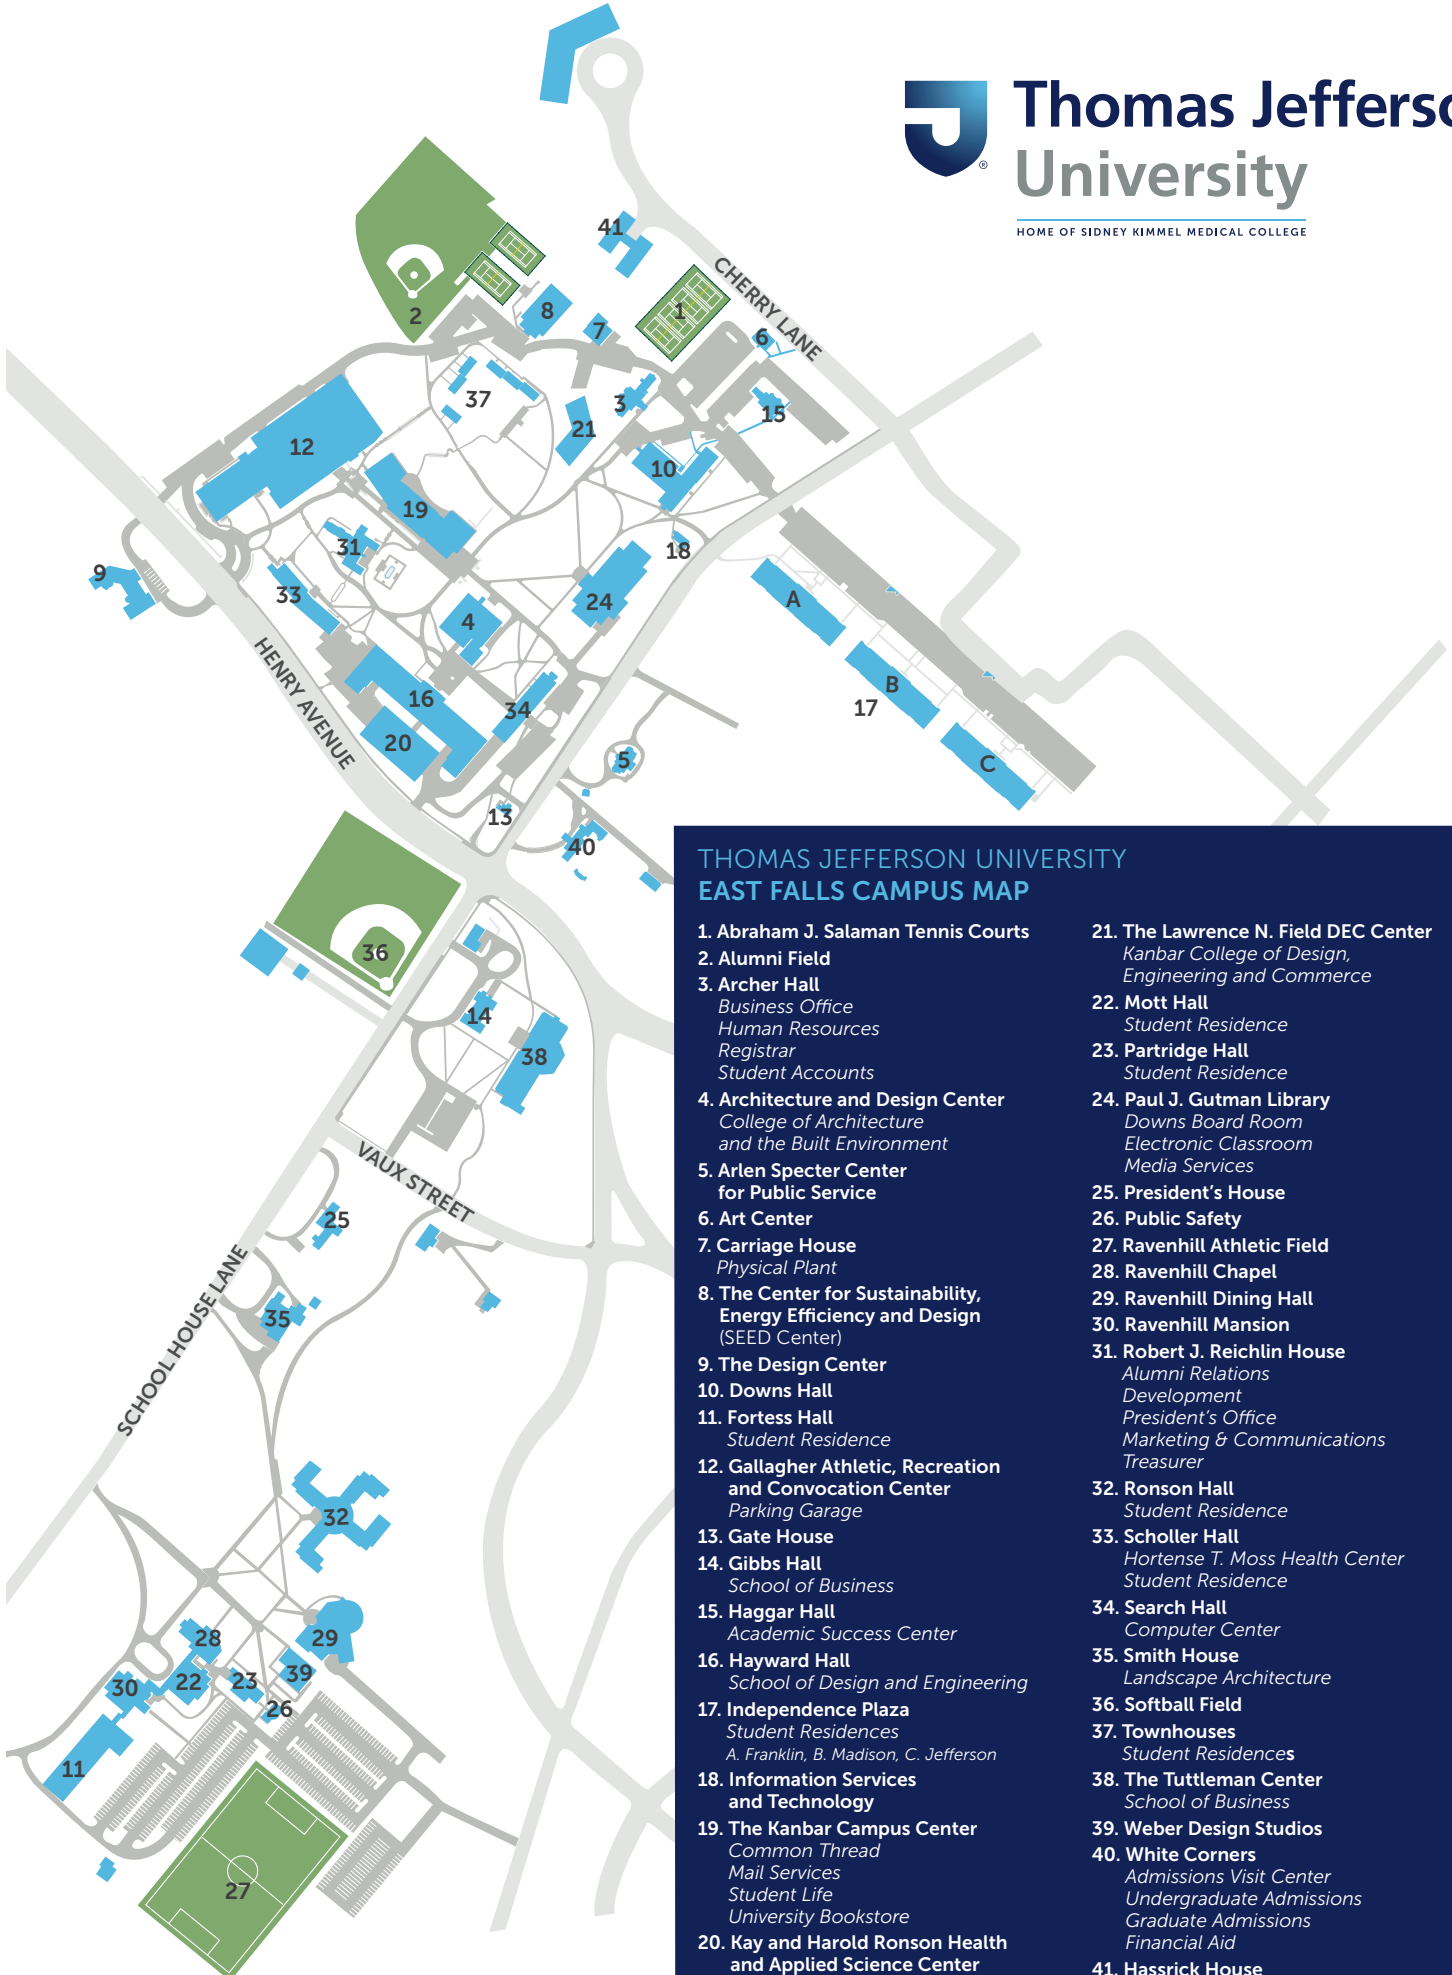 Thomas Jefferso
University
®
HOME OF SIDNEY KIMMEL MEDICAL COLLEGE
41
CHERRY LANE
2
8
7
1
6
37
3
15
21
12
10
19
31
18
9
33
24
A
4
HENRY AVENUE
B
16
34
17
20
5
C
13
40
36
14
38
VAUX STREET
25
SCHOOL HOUSE LANE
35
32
28
29
22
23
39
30
26
11
27
THOMAS JEFFERSON UNIVERSITY
EAST FALLS CAMPUS MAP
1. Abraham J. Salaman Tennis Courts
2. Alumni Field
3. Archer Hall
Business Office
Human Resources
Registrar
Student Accounts
4. Architecture and Design Center
College of Architecture
and the Built Environment
5. Arlen Specter Center
for Public Service
6. Art Center
7. Carriage House
Physical Plant
8. The Center for Sustainability,
Energy Efficiency and Design
(SEED Center)
9. The Design Center
10. Downs Hall
11. Fortess Hall
Student Residence
12. Gallagher Athletic, Recreation
and Convocation Center
Parking Garage
13. Gate House
14. Gibbs Hall
School of Business
15. Haggar Hall
Academic Success Center
16. Hayward Hall
School of Design and Engineering
17. Independence Plaza
Student Residences
A. Franklin, B. Madison, C. Jefferson
18. Information Services
and Technology
19. The Kanbar Campus Center
Common Thread
Mail Services
Student Life
University Bookstore
20. Kay and Harold Ronson Health
and Applied Science Center
21. The Lawrence N. Field DEC Center
Kanbar College of Design,
Engineering and Commerce
22. Mott Hall
Student Residence
23. Partridge Hall
Student Residence
24. Paul J. Gutman Library
Downs Board Room
Electronic Classroom
Media Services
25. President's House
26. Public Safety
27. Ravenhill Athletic Field
28. Ravenhill Chapel
29. Ravenhill Dining Hall
30. Ravenhill Mansion
31. Robert J. Reichlin House
Alumni Relations
Development
President's Office
Marketing & Communications
Treasurer
32. Ronson Hall
Student Residence
33. Scholler Hall
Hortense T. Moss Health Center
Student Residence
34. Search Hall
Computer Center
35. Smith House
Landscape Architecture
36. Softball Field
37. Townhouses
Student Residences
38. The Tuttleman Center
School of Business
39. Weber Design Studios
40. White Corners
Admissions Visit Center
Undergraduate Admissions
Graduate Admissions
Financial Aid
41. Hassrick House